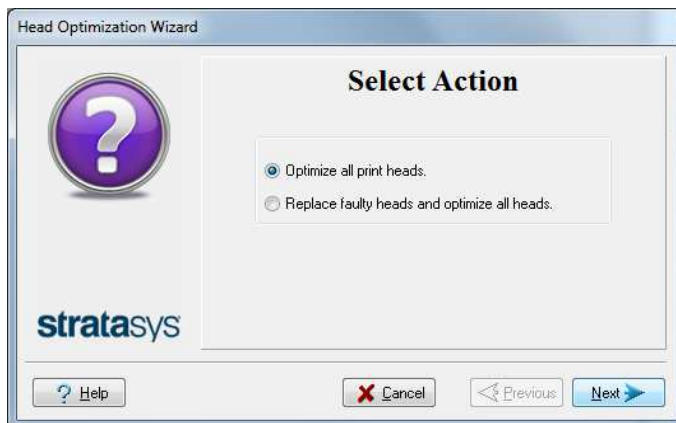 Head Optimization Wizard
Select Action
Optimize all print heads.
Replace faulty heads and optimize all heads.
stratasys
? Help
Cancel
Previous
Next